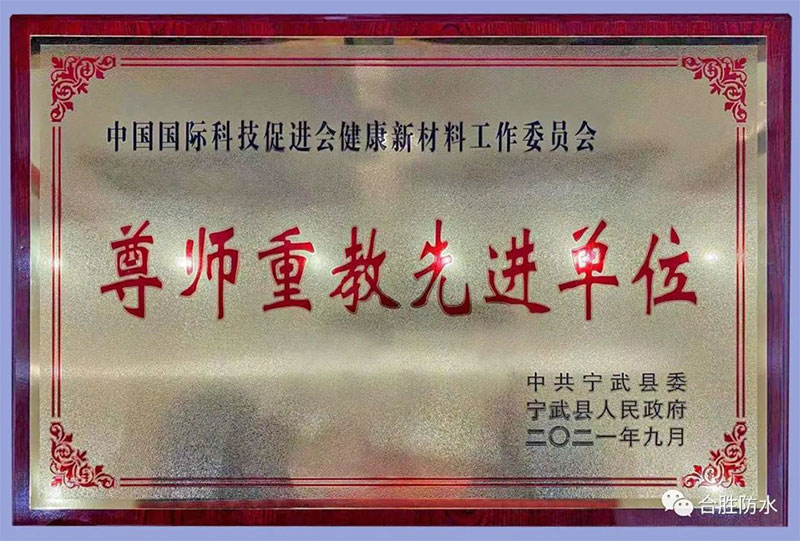 中国国际科技促进会健康新材料工作委员会
尊师重教先进单位
中共宁武县委
宁武县人民政府
二〇二一年九月
合胜防水